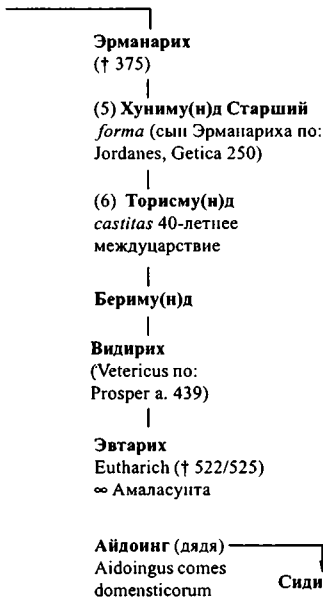 Эрманарих
(† 375)
(5) Хуниму(н)д Старший
forma (сын Эрманариха по:
Jordanes, Getica 250)
(6) Торисму(н)д
castitas 40-летнее
междуцарствие
Бериму(н)д
Видирих
(Vetericus по:
Prosper a. 439)
Эвтарих
Eutharich († 522/525)
∞ Амаласунта
Айдоинг (дядя)
Aidoingus comes
domensticorum
Сиди